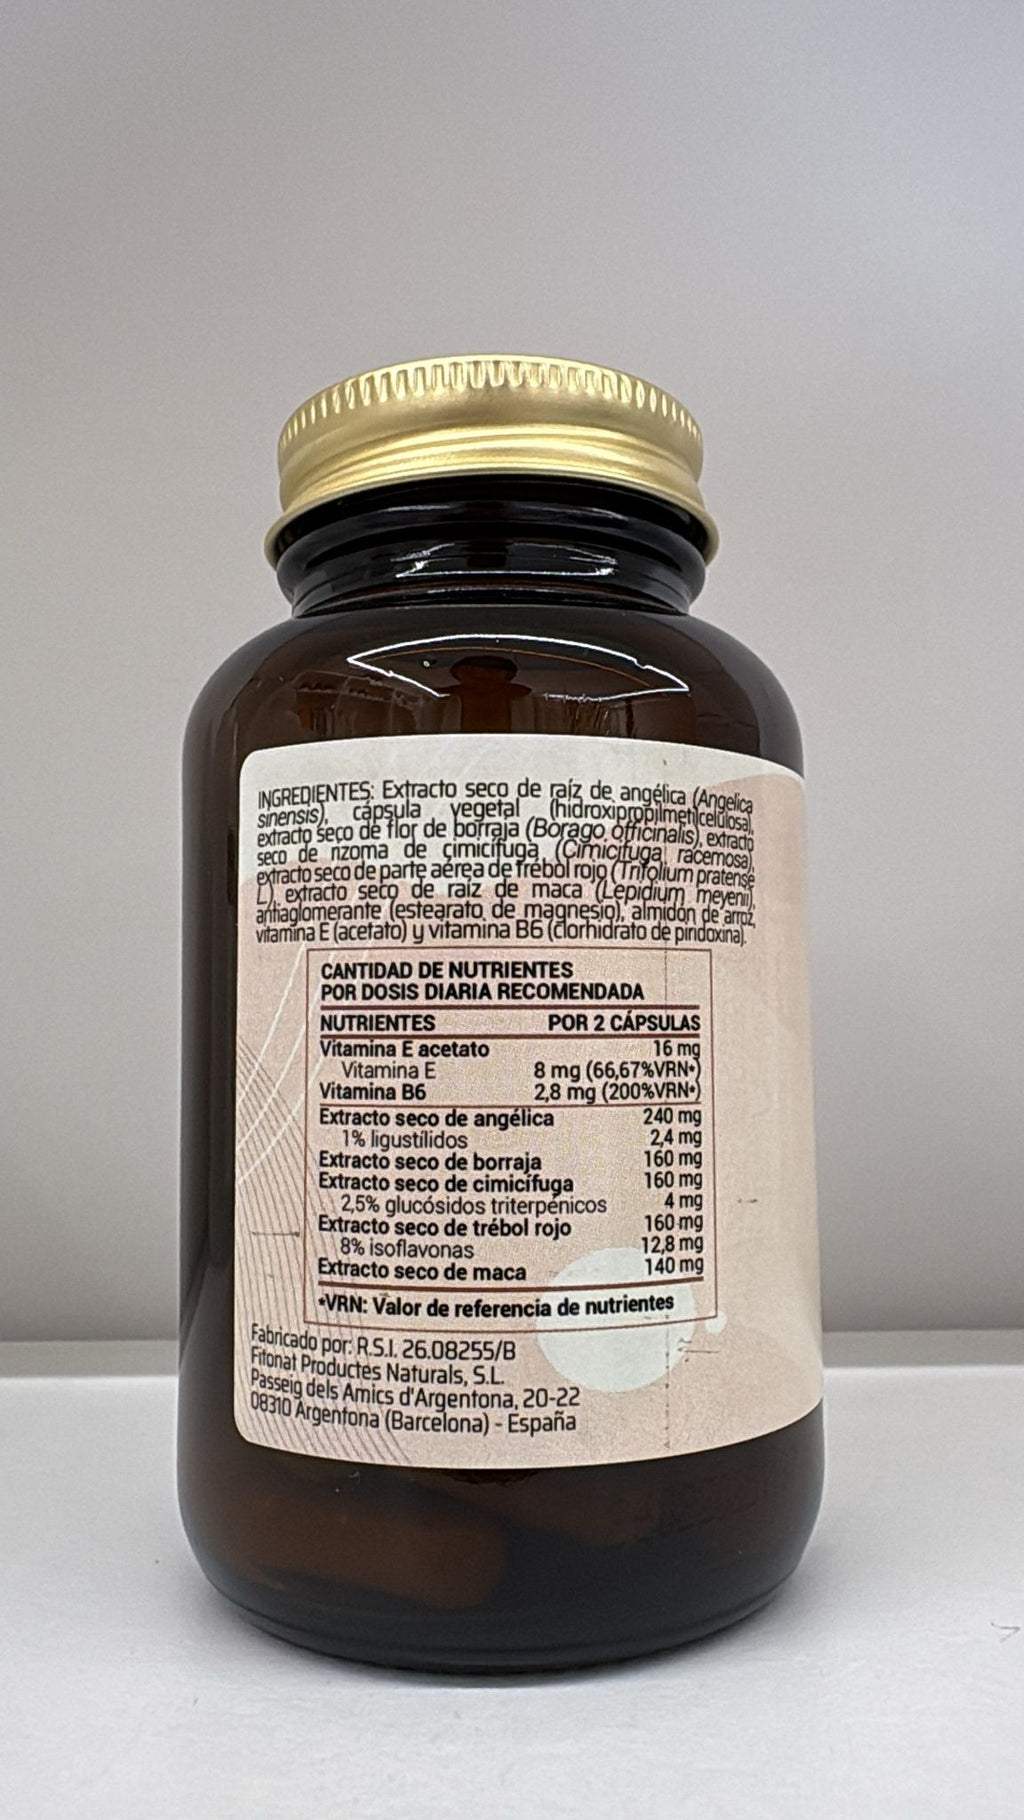 INGREDIENTES: Extracto seco de raíz de angélica (Angelica
sinensis), cápsula vegetal (hidroxipropilmetilcelulosa),
extracto seco de flor de borraja (Borago officinalis), extracto
seco de rizoma de cimicífuga (Cimicifuga racemosa),
extracto seco de parte aérea de trébol rojo (Trifolium pratense
L), extracto seco de raíz de maca (Lepidium meyenii),
antiaglomerante (estearato de magnesio), almidón de arroz,
vitamina E (acetato) y vitamina B6 (clorhidrato de piridoxina).
CANTIDAD DE NUTRIENTES
POR DOSIS DIARIA RECOMENDADA
NUTRIENTES POR 2 CÁPSULAS
Vitamina E acetato 16 mg
Vitamina E 8 mg (66,67%VRN*)
Vitamina B6 2,8 mg (200%VRN*)
Extracto seco de angélica 240 mg
1% ligustílidos 2,4 mg
Extracto seco de borraja 160 mg
Extracto seco de cimicífuga 160 mg
2,5% glucósidos triterpénicos 4 mg
Extracto seco de trébol rojo 160 mg
8% isoflavonas 12,8 mg
Extracto seco de maca 140 mg
*VRN: Valor de referencia de nutrientes
Fabricado por: R.S.I. 26.08255/B
Fitonat Productes Naturals, S.L.
Passeig dels Amics d'Argentona, 20-22
08310 Argentona (Barcelona) - España